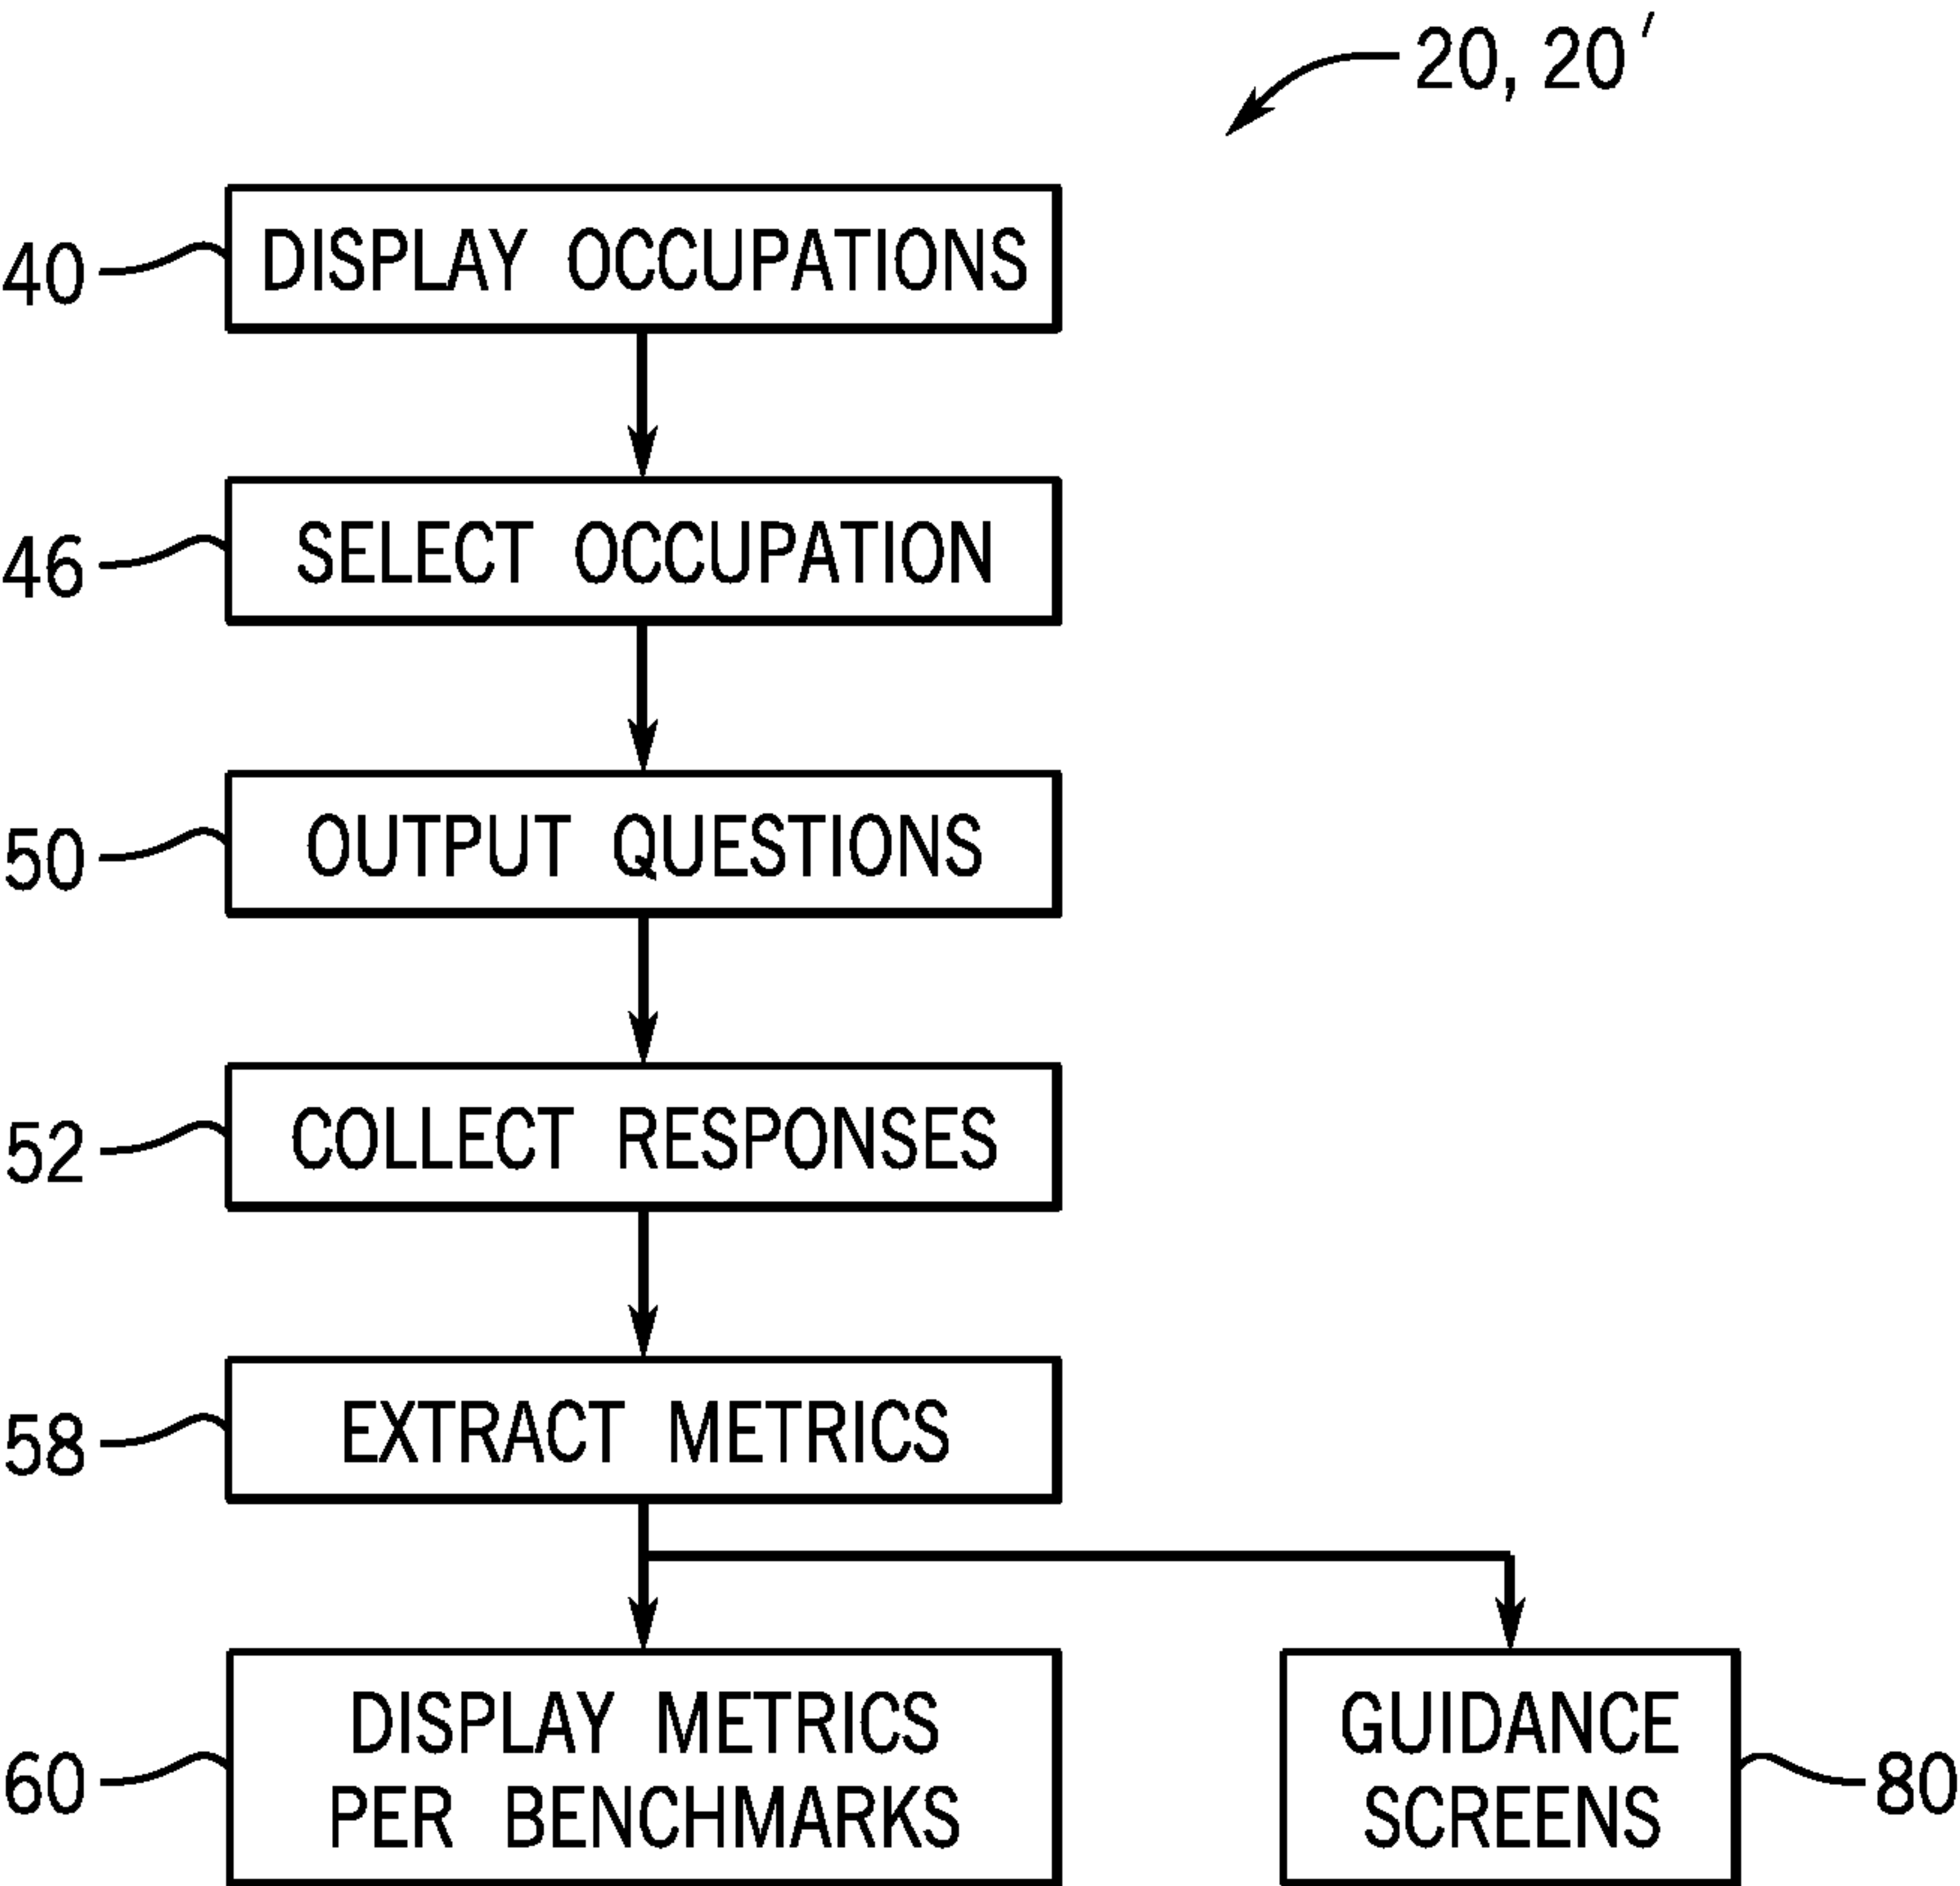 20, 20'
40
DISPLAY OCCUPATIONS
46
SELECT OCCUPATION
50
OUTPUT QUESTIONS
52
COLLECT RESPONSES
58
EXTRACT METRICS
60
DISPLAY METRICS
PER BENCHMARKS
GUIDANCE
SCREENS
80